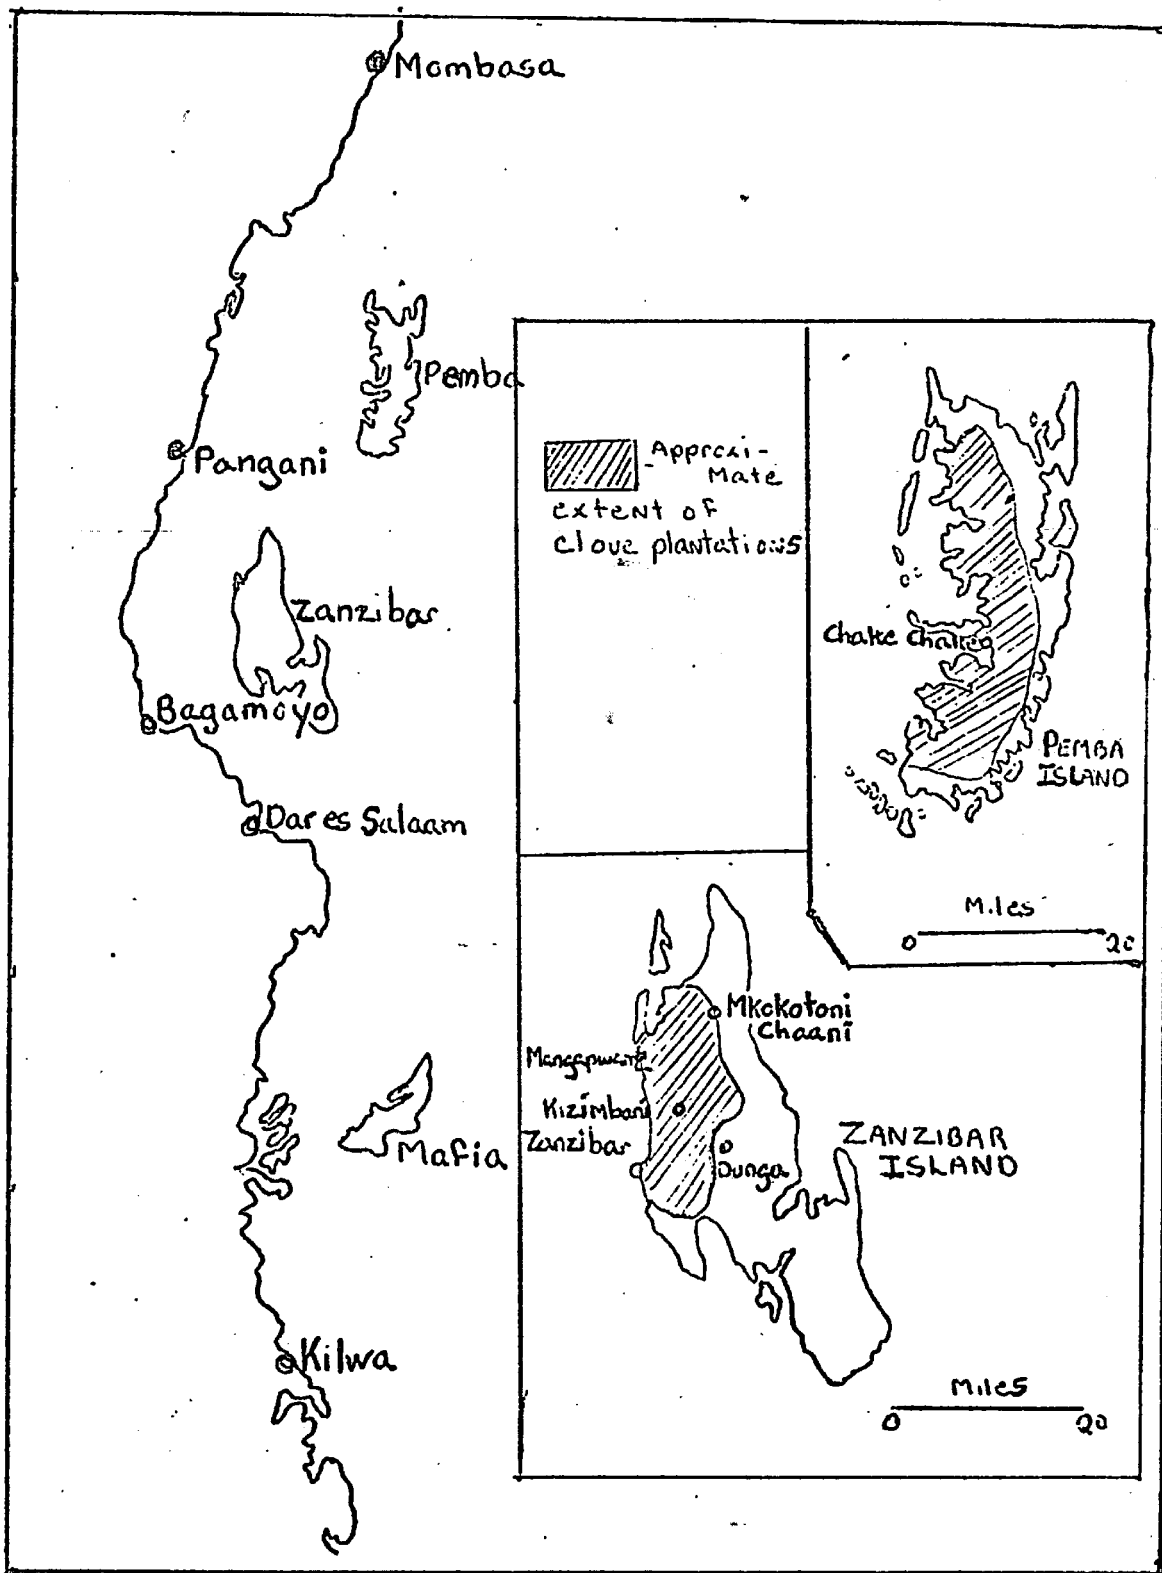 Mombasa
Pemba
Pangani
Zanzibar
Bagamoyo
Dar es Salaam
Mafia
Kilwa
Approxi-
mate
extent of
clove plantations
Chake Chake
PEMBA
ISLAND
Miles
0 20
Mkokotoni
Chaani
Mangapwani
Kizimbani
Zanzibar
Dunga
ZANZIBAR
ISLAND
Miles
0 20